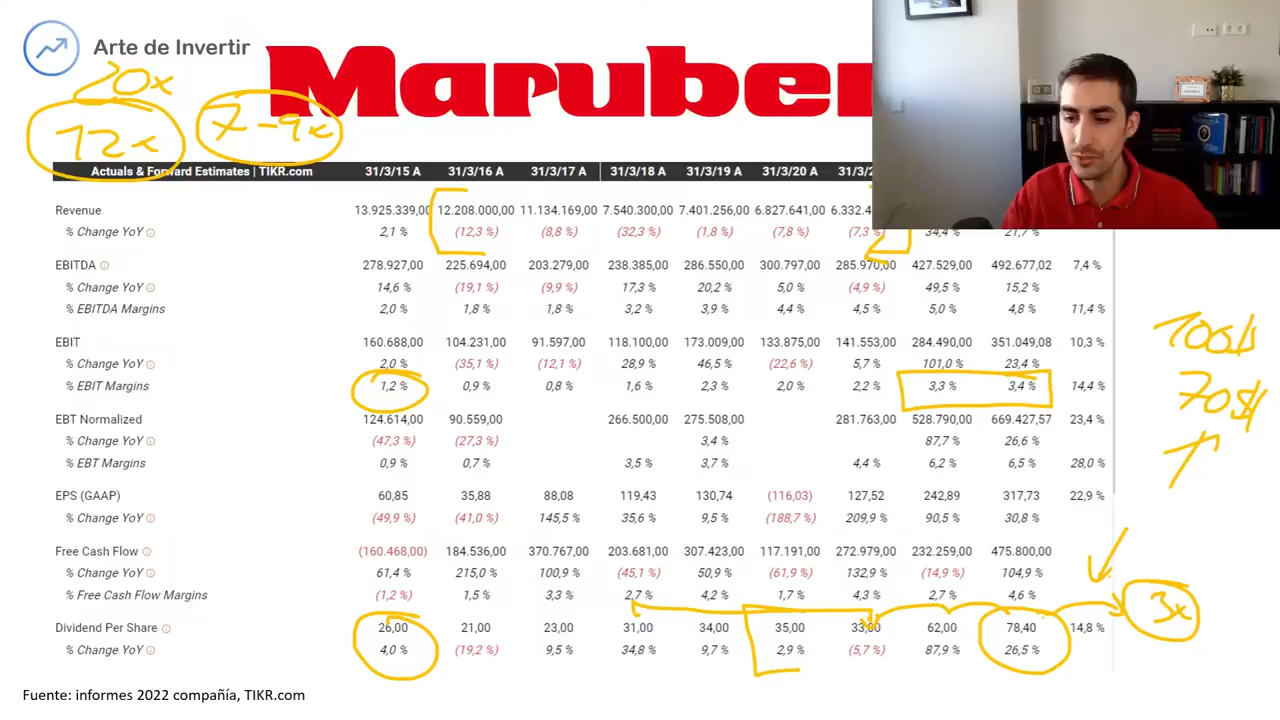 Arte de Invertir
Maruben
20x
12x
7-9x
Actuals & Forward Estimates | TIKR.com 31/3/15 A 31/3/16 A 31/3/17 A 31/3/18 A 31/3/19 A 31/3/20 A 31/3/2
Revenue 13.925.339,00 12.208.000,00 11.134.169,00 7.540.300,00 7.401.256,00 6.827.641,00 6.332.4
% Change YoY 2,1 % (12,3 %) (8,8 %) (32,3 %) (1,8 %) (7,8 %) (7,3 %) 34,4 % 21,7 %
EBITDA 278.927,00 225.694,00 203.279,00 238.385,00 286.550,00 300.797,00 285.970,00 427.529,00 492.677,02 7,4 %
% Change YoY 14,6 % (19,1 %) (9,9 %) 17,3 % 20,2 % 5,0 % (4,9 %) 49,5 % 15,2 %
% EBITDA Margins 2,0 % 1,8 % 1,8 % 3,2 % 3,9 % 4,4 % 4,5 % 5,0 % 4,8 % 11,4 %
EBIT 160.688,00 104.231,00 91.597,00 118.100,00 173.009,00 133.875,00 141.553,00 284.490,00 351.049,08 10,3 %
% Change YoY 2,0 % (35,1 %) (12,1 %) 28,9 % 46,5 % (22,6 %) 5,7 % 101,0 % 23,4 %
% EBIT Margins 1,2 % 0,9 % 0,8 % 1,6 % 2,3 % 2,0 % 2,2 % 3,3 % 3,4 % 14,4 %
EBT Normalized 124.614,00 90.559,00 266.500,00 275.508,00 281.763,00 528.790,00 669.427,57 23,4 %
% Change YoY (47,3 %) (27,3 %) 3,4 % 87,7 % 26,6 %
% EBT Margins 0,9 % 0,7 % 3,5 % 3,7 % 4,4 % 6,2 % 6,5 % 28,0 %
EPS (GAAP) 60,85 35,88 88,08 119,43 130,74 (116,03) 127,52 242,89 317,73 22,9 %
% Change YoY (49,9 %) (41,0 %) 145,5 % 35,6 % 9,5 % (188,7 %) 209,9 % 90,5 % 30,8 %
Free Cash Flow (160.468,00) 184.536,00 370.767,00 203.681,00 307.423,00 117.191,00 272.979,00 232.259,00 475.800,00
% Change YoY 61,4 % 215,0 % 100,9 % (45,1 %) 50,9 % (61,9 %) 132,9 % (14,9 %) 104,9 %
% Free Cash Flow Margins (1,2 %) 1,5 % 3,3 % 2,7 % 4,2 % 1,7 % 4,3 % 2,7 % 4,6 %
Dividend Per Share 26,00 21,00 23,00 31,00 34,00 35,00 33,00 62,00 78,40 14,8 %
% Change YoY 4,0 % (19,2 %) 9,5 % 34,8 % 9,7 % 2,9 % (5,7 %) 87,9 % 26,5 %
100$
70$
3x
Fuente: informes 2022 compañía, TIKR.com